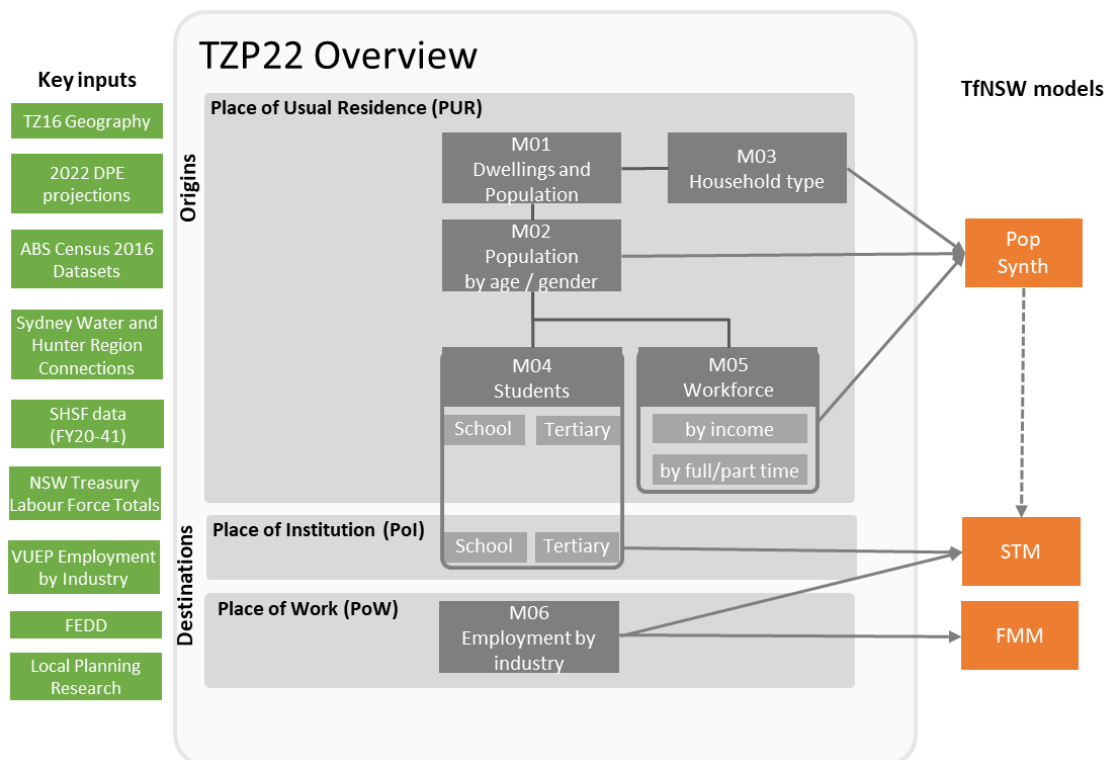 TZP22 Overview
Key inputs
TZ16 Geography
2022 DPE
projections
ABS Census 2016
Datasets
Sydney Water and
Hunter Region
Connections
SHSF data
(FY20-41)
NSW Treasury
Labour Force Totals
VUEP Employment
by Industry
FEDD
Local Planning
Research
Origins
Place of Usual Residence (PUR)
M01
Dwellings and
Population
M03
Household type
M02
Population
by age / gender
M04
Students
School
Tertiary
M05
Workforce
by income
by full/part time
Destinations
Place of Institution (PoI)
School
Tertiary
Place of Work (PoW)
M06
Employment by
industry
TfNSW models
Pop
Synth
STM
FMM